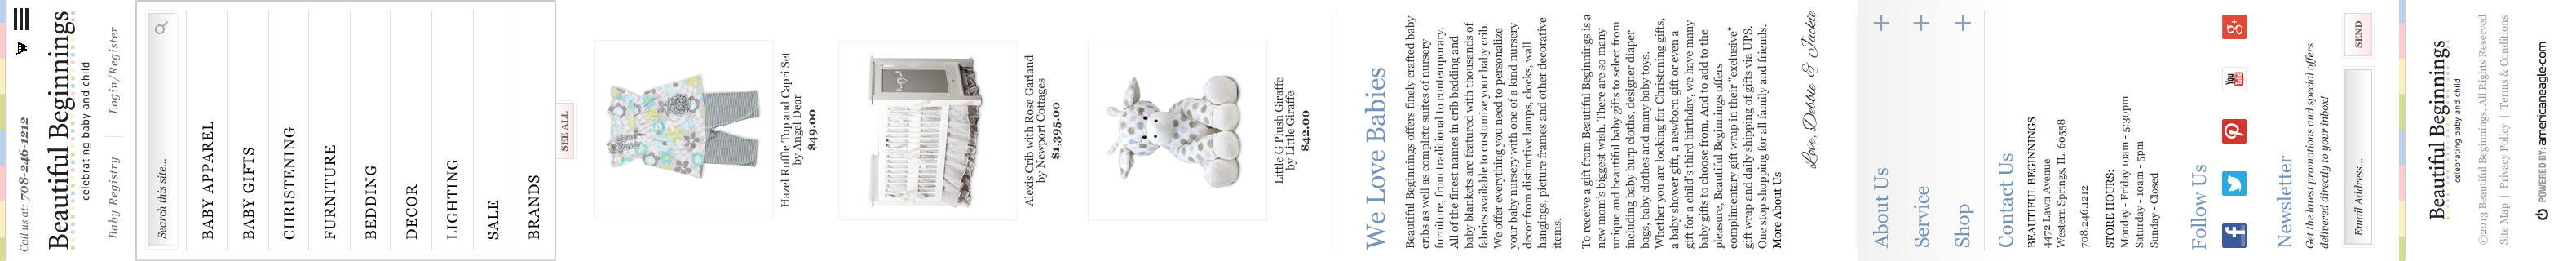 Call us at: 708-246-1212
Beautiful Beginnings
celebrating baby and child
Baby Registry
Login/Register
Search this site...
BABY APPAREL
BABY GIFTS
CHRISTENING
FURNITURE
BEDDING
DECOR
LIGHTING
SALE
BRANDS
SEE ALL
Hazel Ruffle Top and Capri Set
by Angel Dear
$49.00
Alexis Crib with Rose Garland
by Newport Cottages
$1,395.00
Little G Plush Giraffe
by Little Giraffe
$42.00
We Love Babies
Beautiful Beginnings offers finely crafted baby
cribs as well as complete suites of nursery
furniture, from traditional to contemporary.
All of the finest names in crib bedding and
baby blankets are featured with thousands of
fabrics available to customize your baby crib.
We offer everything you need to personalize
your baby nursery with one of a kind nursery
decor from distinctive lamps, clocks, wall
hangings, picture frames and other decorative
items.
To receive a gift from Beautiful Beginnings is a
new mom's biggest wish. There are so many
unique and beautiful baby gifts to select from
including baby burp cloths, designer diaper
bags, baby clothes and many baby toys.
Whether you are looking for Christening gifts,
a baby shower gift, a newborn gift or even a
gift for a child's third birthday, we have many
baby gifts to choose from. And to add to the
pleasure, Beautiful Beginnings offers
complimentary gift wrap in their "exclusive"
gift wrap and daily shipping of gifts via UPS.
One stop shopping for all family and friends.
More About Us
Love, Debbie & Jackie
About Us +
Service +
Shop +
Contact Us
BEAUTIFUL BEGINNINGS
4472 Lawn Avenue
Western Springs, IL 60558
708.246.1212
STORE HOURS:
Monday - Friday 10am - 5:30pm
Saturday - 10am - 5pm
Sunday - Closed
Follow Us
f
You Tube
g+
Newsletter
Get the latest promotions and special offers
delivered directly to your inbox!
Email Address...
SEND
Beautiful Beginnings
celebrating baby and child
©2013 Beautiful Beginnings. All Rights Reserved
Site Map | Privacy Policy | Terms & Conditions
POWERED BY: americaneagle.com